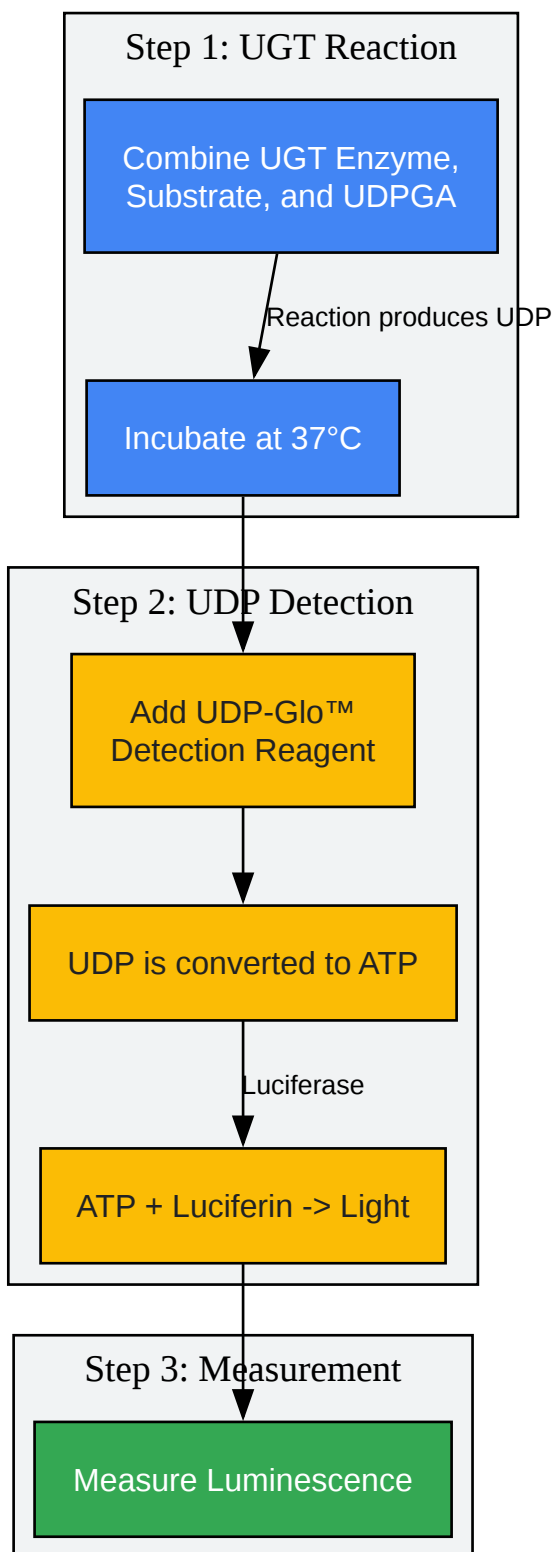 Step 1: UGT Reaction
Combine UGT Enzyme,
Substrate, and UDPGA
Reaction produces UDP
Incubate at 37°C
Step 2: UDP Detection
Add UDP-Glo™
Detection Reagent
UDP is converted to ATP
Luciferase
ATP + Luciferin -> Light
Step 3: Measurement
Measure Luminescence